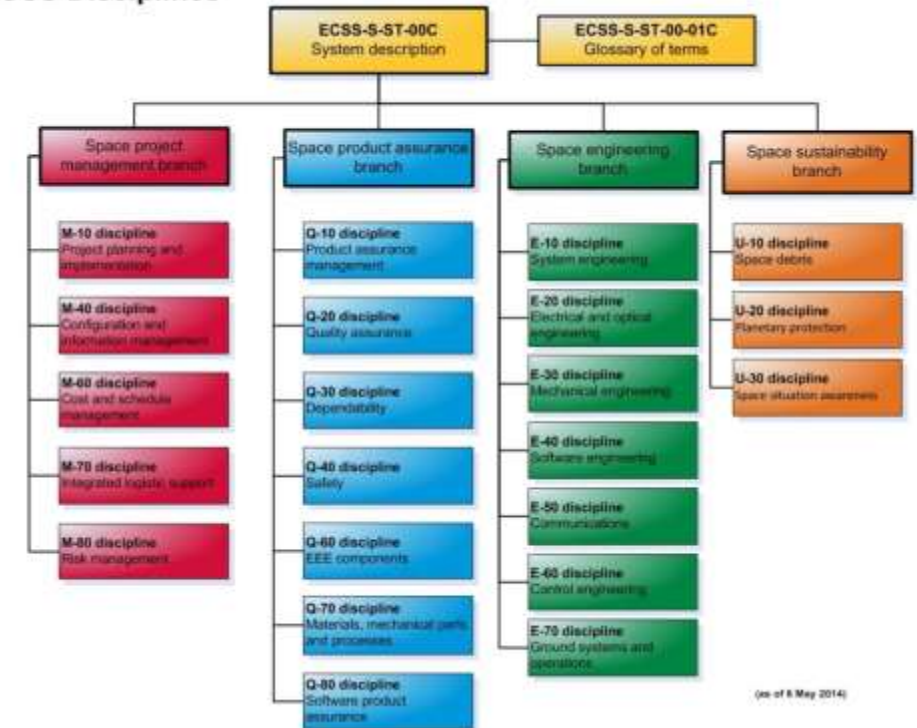 ECSS-S-ST-00C
System description
ECSS-S-ST-00-01C
Glossary of terms
Space project
management branch
Space product assurance
branch
Space engineering
branch
Space sustainability
branch
M-10 discipline
Project planning and
implementation
M-40 discipline
Configuration and
information management
M-60 discipline
Cost and schedule
management
M-70 discipline
Integrated logistic support
M-80 discipline
Risk management
Q-10 discipline
Product assurance
management
Q-20 discipline
Quality assurance
Q-30 discipline
Dependability
Q-40 discipline
Safety
Q-60 discipline
EEE components
Q-70 discipline
Materials, mechanical parts
and processes
Q-80 discipline
Software product
assurance
E-10 discipline
System engineering
E-20 discipline
Electrical and optical
engineering
E-30 discipline
Mechanical engineering
E-40 discipline
Software engineering
E-50 discipline
Communications
E-60 discipline
Control engineering
E-70 discipline
Ground systems and
operations
U-10 discipline
Space debris
U-20 discipline
Planetary protection
U-30 discipline
Space situation awareness
(as of 6 May 2014)